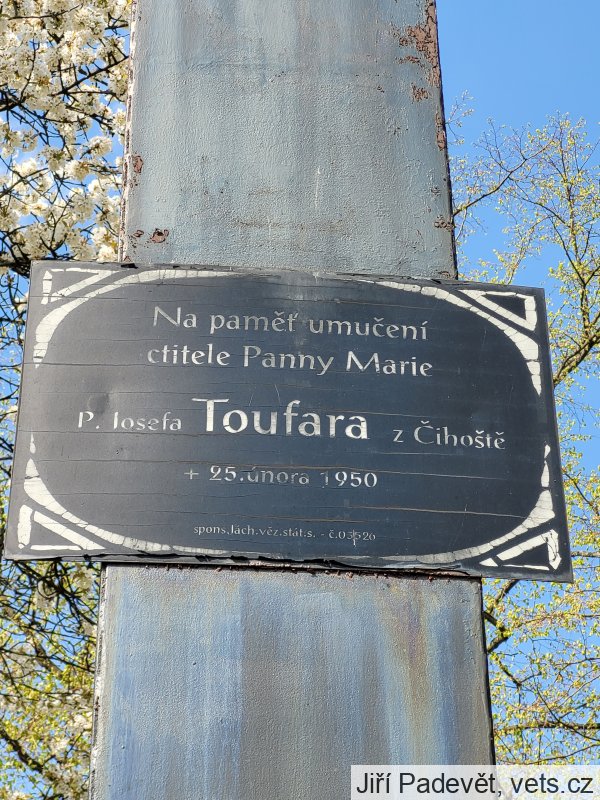 Na paměť umučení
ctitele Panny Marie
P. Josefa Toufara z Čihoště
+ 25. února 1950
spons.lách.věz.stát.s. - č.03526
Jiří Padevět, vets.cz